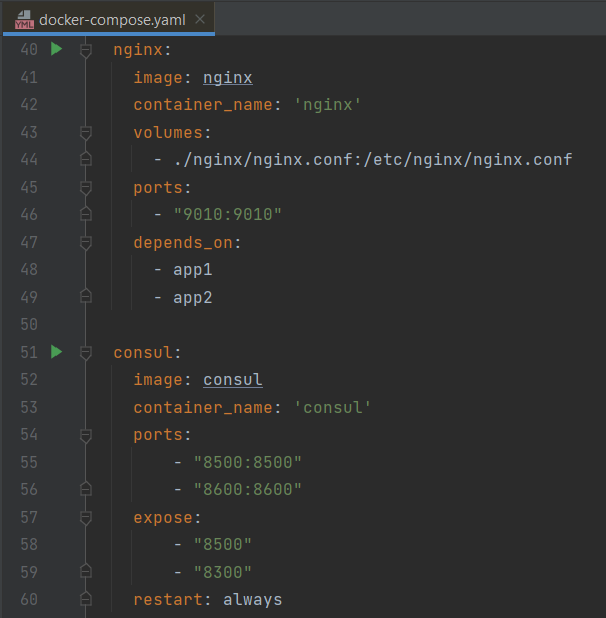 docker-compose.yaml
40 nginx:
41 image: nginx
42 container_name: 'nginx'
43 volumes:
44 - ./nginx/nginx.conf:/etc/nginx/nginx.conf
45 ports:
46 - "9010:9010"
47 depends_on:
48 - app1
49 - app2
50
51 consul:
52 image: consul
53 container_name: 'consul'
54 ports:
55 - "8500:8500"
56 - "8600:8600"
57 expose:
58 - "8500"
59 - "8300"
60 restart: always